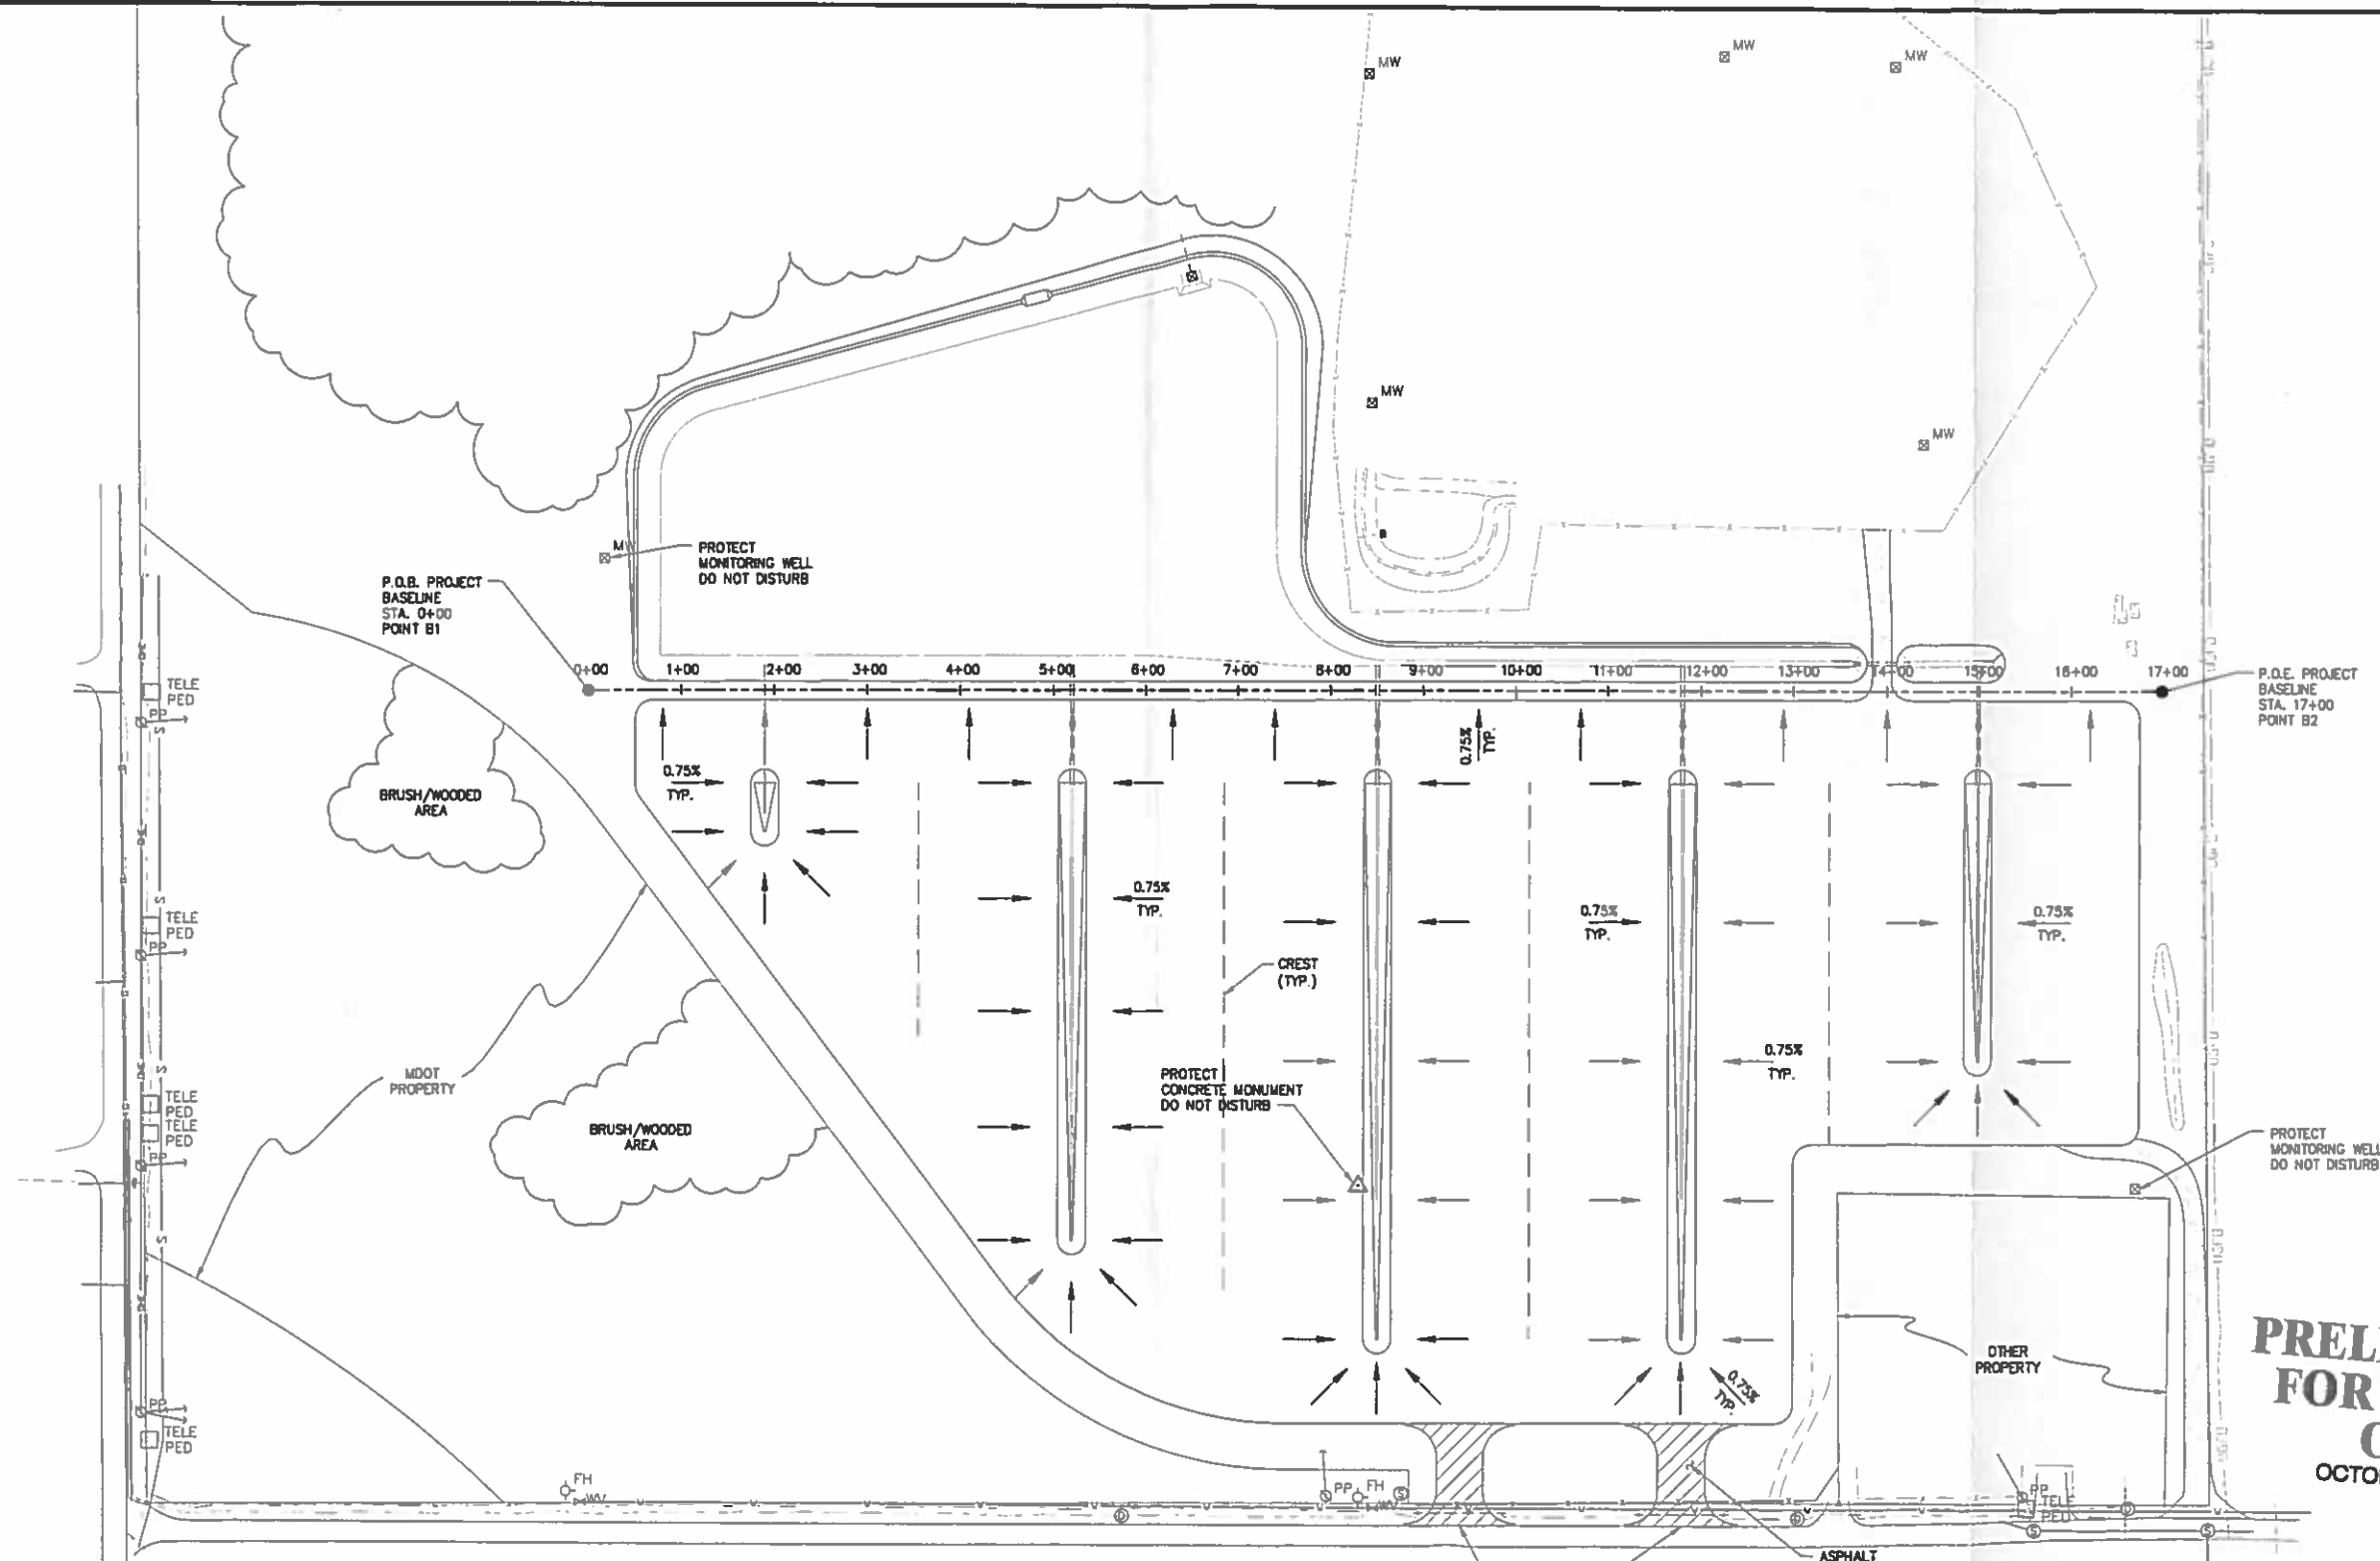 MW
MW
MW
MW
MW
M
PROTECT
MONITORING WELL
DO NOT DISTURB
P.O.B. PROJECT
BASELINE
STA. 0+00
POINT B1
0+00 1+00 2+00 3+00 4+00 5+00 6+00 7+00 8+00 9+00 10+00 11+00 12+00 13+00 14+00 15+00 16+00 17+00
P.O.E. PROJECT
BASELINE
STA. 17+00
POINT B2
TELE
PED
PP
S
0.75%
TYP.
0.75%
TYP.
BRUSH/WOODED
AREA
0.75%
TYP.
0.75%
TYP.
0.75%
TYP.
TELE
PED
PP
S
CREST
(TYP.)
0.75%
TYP.
MDOT
PROPERTY
PROTECT
CONCRETE MONUMENT
DO NOT DISTURB
S
TELE
PED
TELE
PED
PP
BRUSH/WOODED
AREA
PROTECT
MONITORING WELL
DO NOT DISTURB
S
OTHER
PROPERTY
PREL
FOR
0.75%
TYP.
PP
TELE
PED
OCTO
FH
WV
PP
FH
WV
S
PP
TELE
PED
D
D
D
S
S
ASPHALT